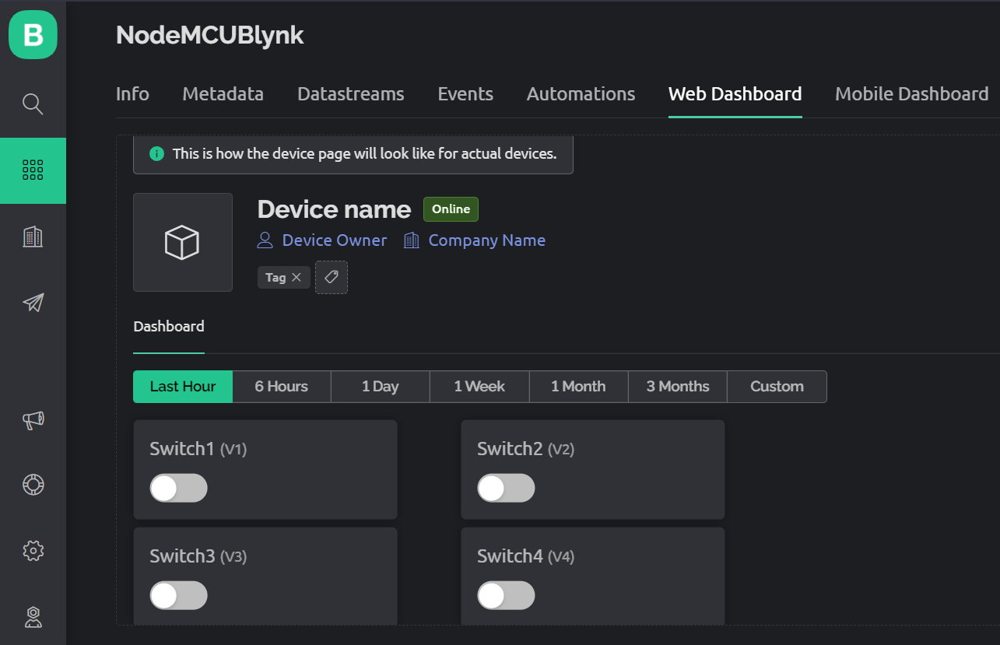 B
NodeMCUBlynk
Info Metadata Datastreams Events Automations Web Dashboard Mobile Dashboard
This is how the device page will look like for actual devices.
Device name Online
Device Owner Company Name
Tag
Dashboard
Last Hour 6 Hours 1 Day 1 Week 1 Month 3 Months Custom
Switch1 (V1) Switch2 (V2)
Switch3 (V3) Switch4 (V4)